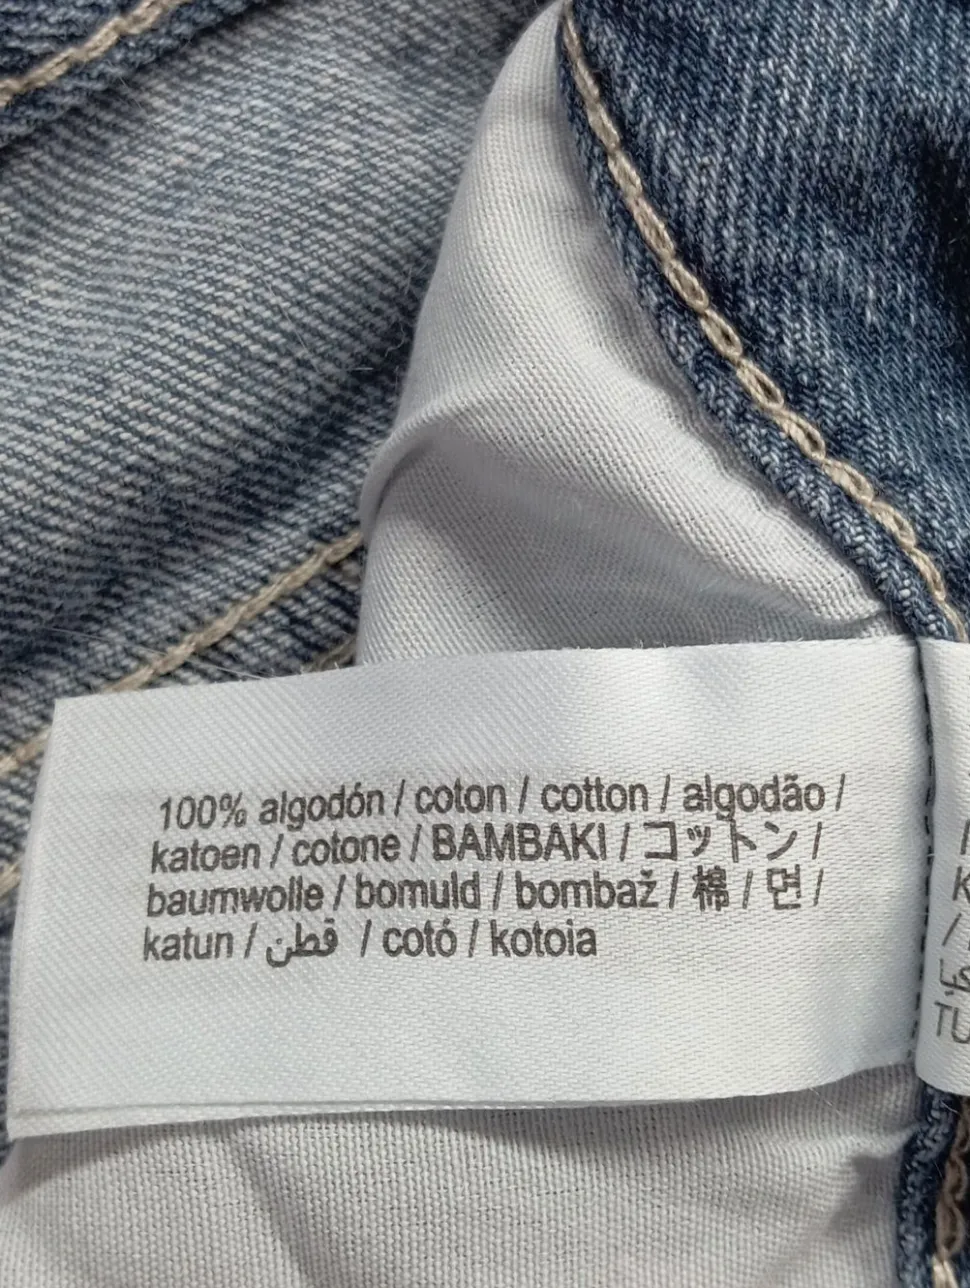 100% algodón / coton / cotton / algodão /
katoen / cotone / BAMBAKI / コットン /
baumwolle / bomuld / bombaž / 棉 / 면 /
katun / قطن / cotó / kotoia